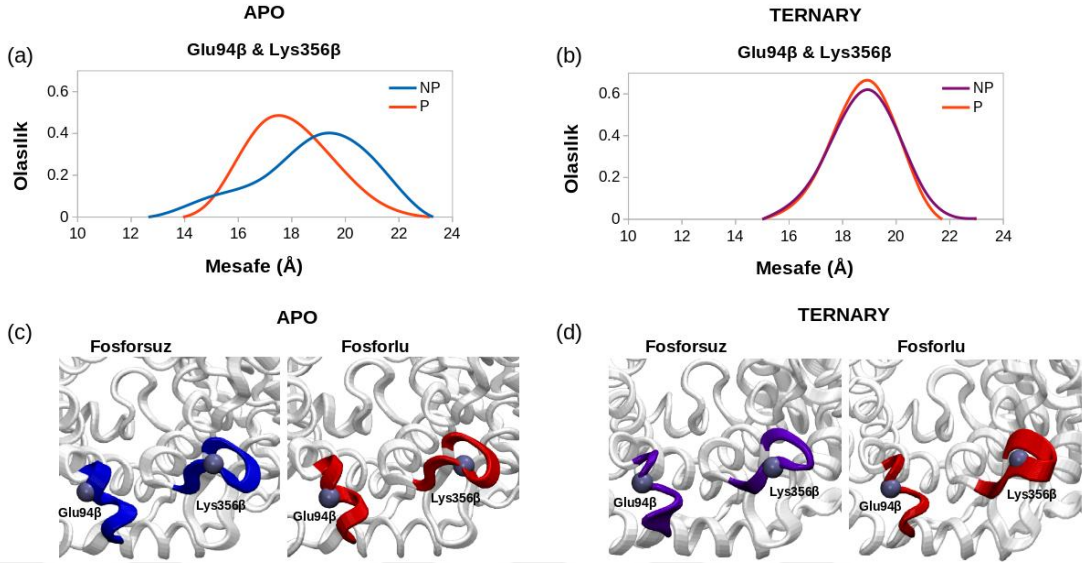 APO
TERNARY
(a)
Glu94β & Lys356β
(b)
Glu94β & Lys356β
0.6
0.4
0.2
0
NP
P
Olasılık
10
12
14
16
18
20
22
24
Mesafe (Å)
0.6
0.4
0.2
0
NP
P
Olasılık
10
12
14
16
18
20
22
24
Mesafe (Å)
(c)
APO
(d)
TERNARY
Fosforsuz
Fosforlu
Fosforsuz
Fosforlu
Glu94β
Lys356β
Glu94β
Lys356β
Glu94β
Lys356β
Glu94β
Lys356β